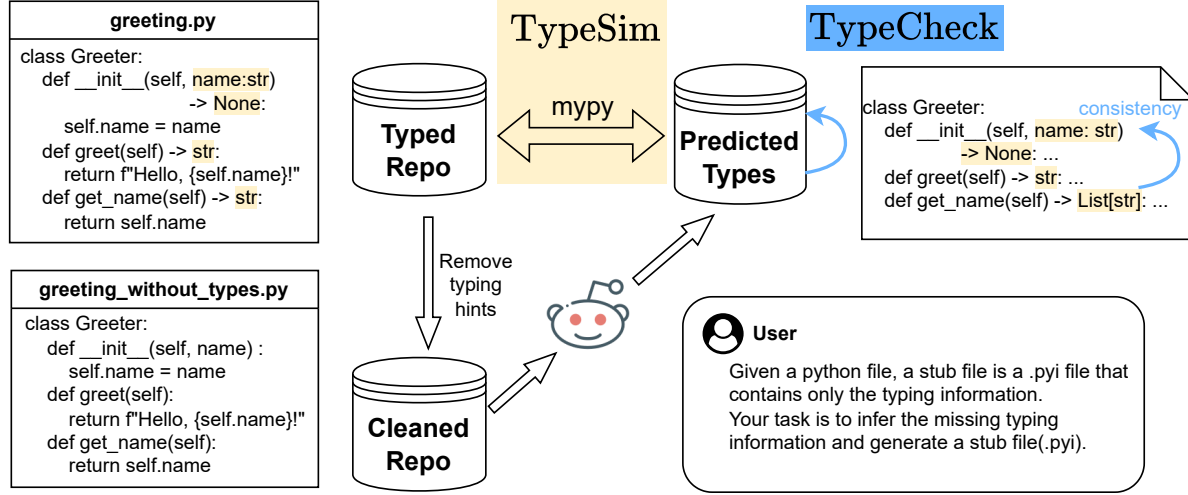 greeting.py
class Greeter:
def __init__(self, name:str)
-> None:
self.name = name
def greet(self) -> str:
return f"Hello, {self.name}!"
def get_name(self) -> str:
return self.name
greeting_without_types.py
class Greeter:
def __init__(self, name) :
self.name = name
def greet(self):
return f"Hello, {self.name}!"
def get_name(self):
return self.name
Typed
Repo
Remove
typing
hints
Cleaned
Repo
TypeSim
mypy
Predicted
Types
TypeCheck
class Greeter:
consistency
def __init__(self, name: str)
-> None: ...
def greet(self) -> str: ...
def get_name(self) -> List[str]: ...
User
Given a python file, a stub file is a .pyi file that
contains only the typing information.
Your task is to infer the missing typing
information and generate a stub file(.pyi).